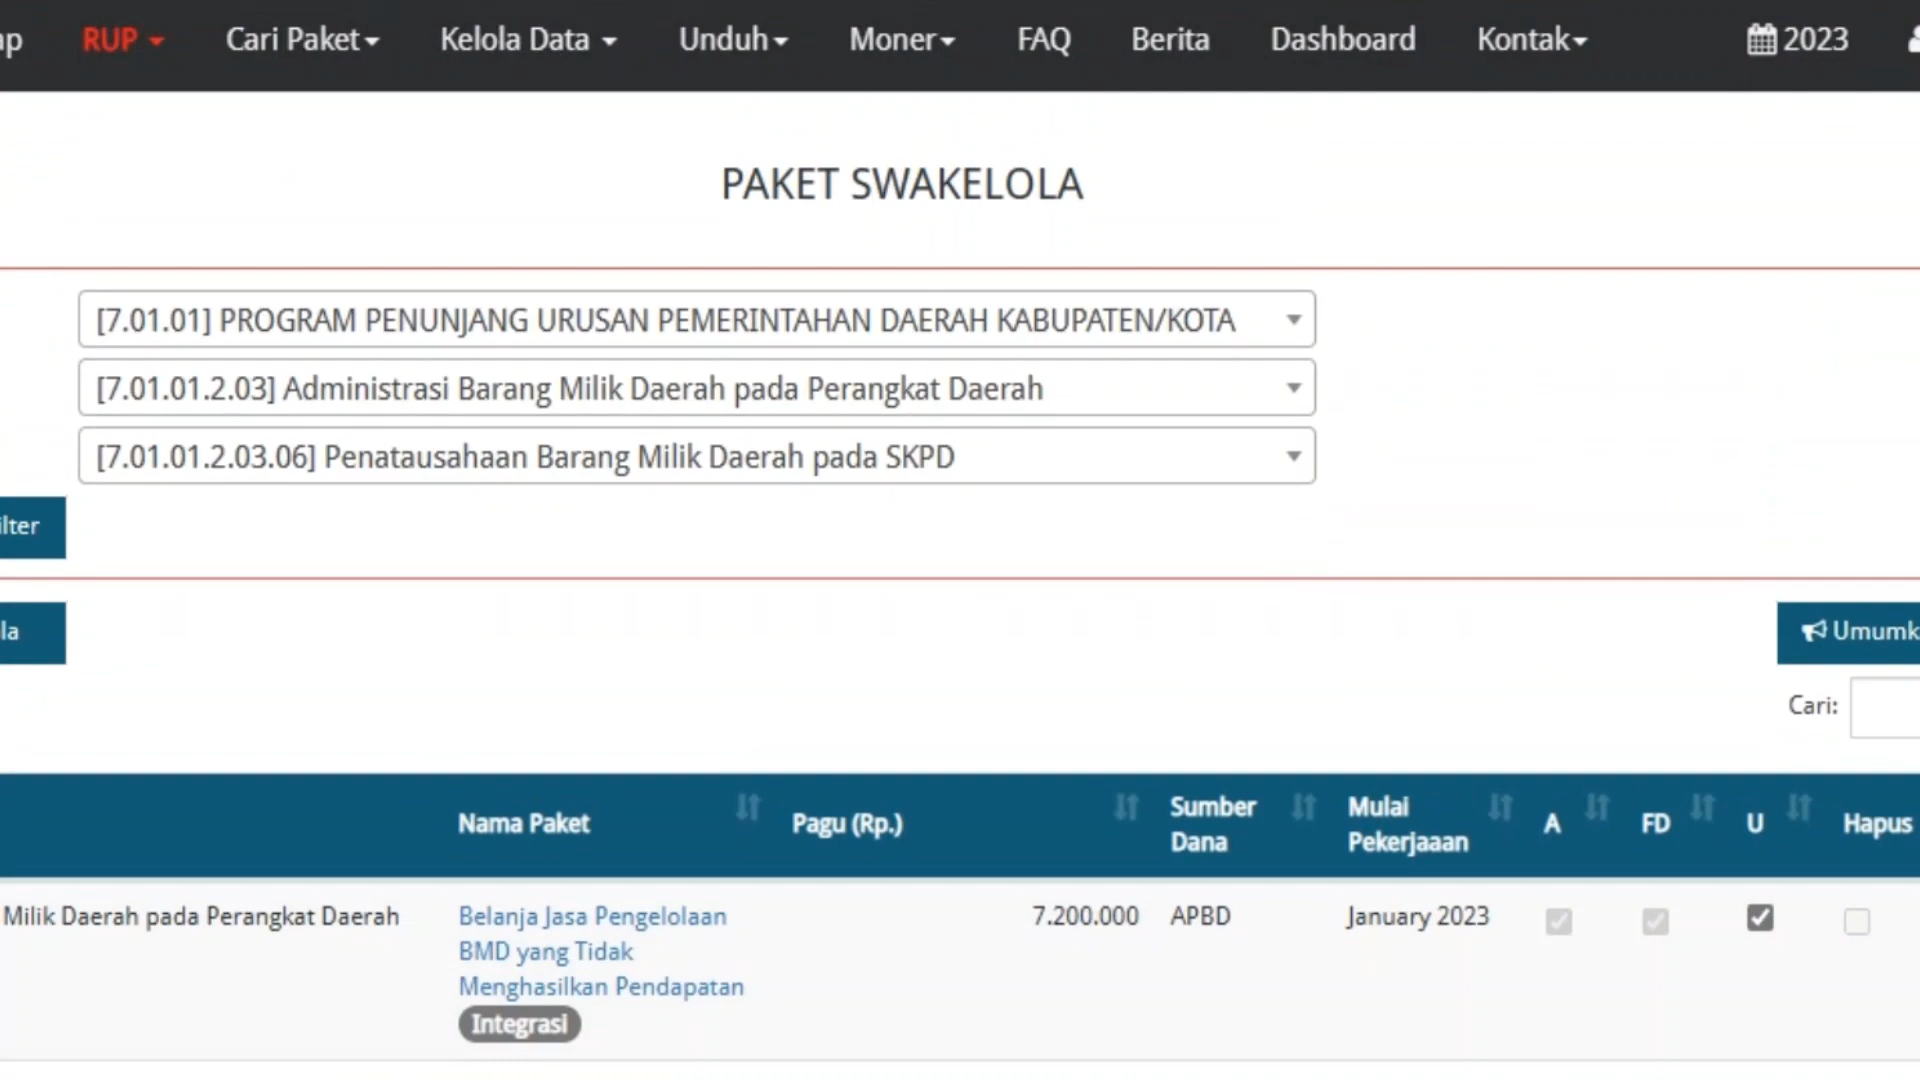 RUP Cari Paket Kelola Data Unduh Moner FAQ Berita Dashboard Kontak 2023
PAKET SWAKELOLA
[7.01.01] PROGRAM PENUNJANG URUSAN PEMERINTAHAN DAERAH KABUPATEN/KOTA
[7.01.01.2.03] Administrasi Barang Milik Daerah pada Perangkat Daerah
[7.01.01.2.03.06] Penatausahaan Barang Milik Daerah pada SKPD
ilter
la
Umumk
Cari:
Nama Paket Pagu (Rp.) Sumber Dana Mulai Pekerjaaan A FD U Hapus
Milik Daerah pada Perangkat Daerah Belanja Jasa Pengelolaan 7.200.000 APBD January 2023
BMD yang Tidak
Menghasilkan Pendapatan
Integrasi